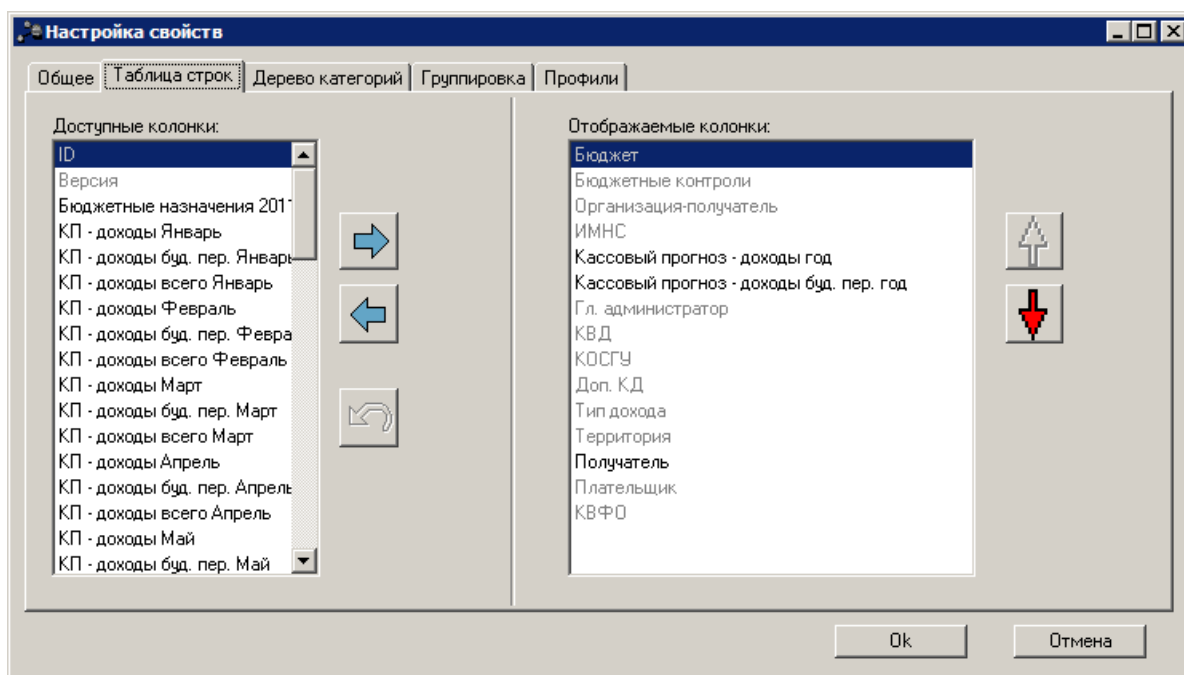 Настройка свойств
Общее Таблица строк Дерево категорий Группировка Профили
Доступные колонки:
ID
Версия
Бюджетные назначения 201
КП - доходы Январь
КП - доходы буд. пер. Январь
КП - доходы всего Январь
КП - доходы Февраль
КП - доходы буд. пер. Февра
КП - доходы всего Февраль
КП - доходы Март
КП - доходы буд. пер. Март
КП - доходы всего Март
КП - доходы Апрель
КП - доходы буд. пер. Апрель
КП - доходы всего Апрель
КП - доходы Май
КП - доходы буд. пер. Май
Отображаемые колонки:
Бюджет
Бюджетные контроли
Организация-получатель
ИМНС
Кассовый прогноз - доходы год
Кассовый прогноз - доходы буд. пер. год
Гл. администратор
КВД
КОСГУ
Доп. КД
Тип дохода
Территория
Получатель
Плательщик
КВФО
Ok Отмена